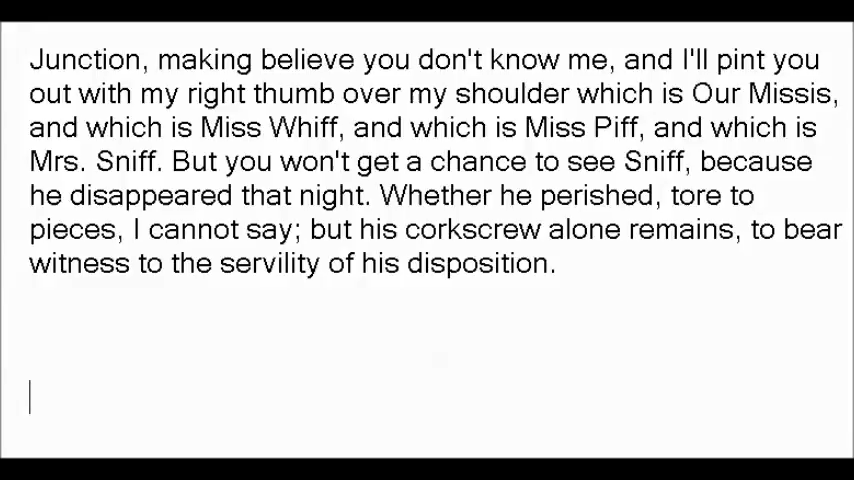 Junction, making believe you don't know me, and I'll pint you
out with my right thumb over my shoulder which is Our Missis,
and which is Miss Whiff, and which is Miss Piff, and which is
Mrs. Sniff. But you won't get a chance to see Sniff, because
he disappeared that night. Whether he perished, tore to
pieces, I cannot say; but his corkscrew alone remains, to bear
witness to the servility of his disposition.